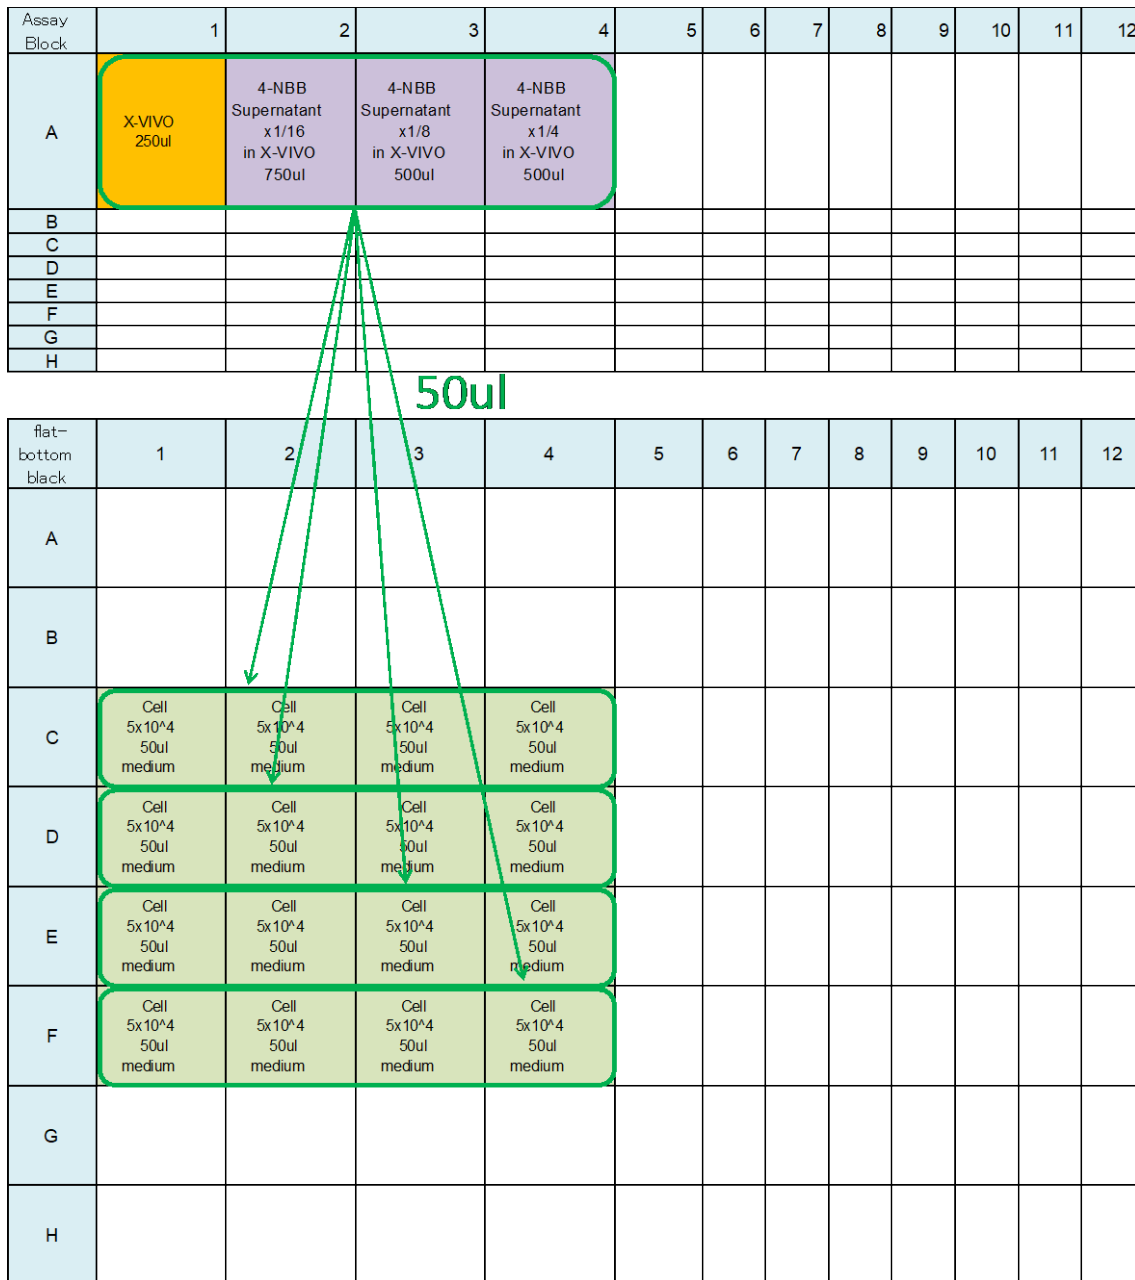 Assay
Block
1 2 3 4 5 6 7 8 9 10 11 12
A
X-VIVO
250ul
4-NBB
Supernatant
x1/16
in X-VIVO
750ul
4-NBB
Supernatant
x1/8
in X-VIVO
500ul
4-NBB
Supernatant
x1/4
in X-VIVO
500ul
B
C
D
E
F
G
H
50ul
flat-
bottom
black
1 2 3 4 5 6 7 8 9 10 11 12
A
B
C
Cell
5x10^4
50ul
medium
Cell
5x10^4
50ul
medium
Cell
5x10^4
50ul
medium
Cell
5x10^4
50ul
medium
D
Cell
5x10^4
50ul
medium
Cell
5x10^4
50ul
medium
Cell
5x10^4
50ul
medium
Cell
5x10^4
50ul
medium
E
Cell
5x10^4
50ul
medium
Cell
5x10^4
50ul
medium
Cell
5x10^4
50ul
medium
Cell
5x10^4
50ul
medium
F
Cell
5x10^4
50ul
medium
Cell
5x10^4
50ul
medium
Cell
5x10^4
50ul
medium
Cell
5x10^4
50ul
medium
G
H